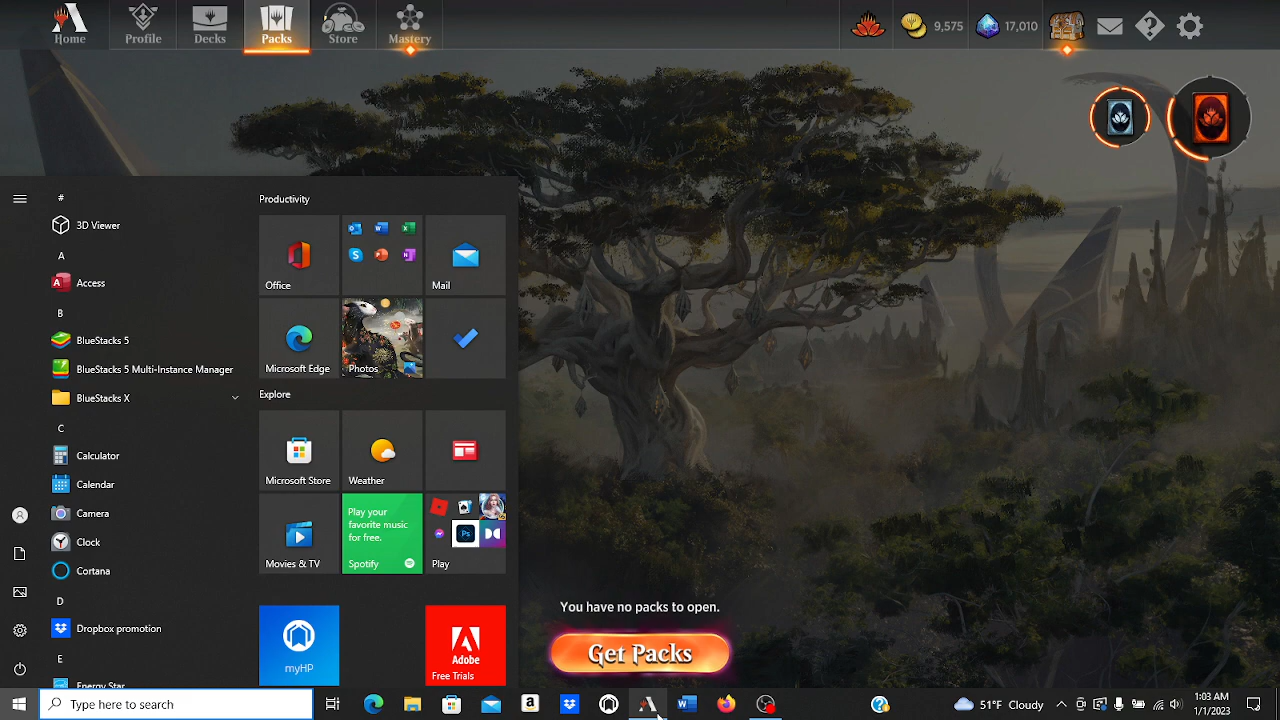 Home
Profile
Decks
Packs
Store
Mastery
9,575
17,010
#
3D Viewer
A
Access
B
BlueStacks 5
BlueStacks 5 Multi-Instance Manager
BlueStacks X
C
Calculator
Calendar
Camera
Clock
Cortana
D
Dropbox promotion
E
Energy Star
Productivity
Office
Mail
Microsoft Edge
Photos
Explore
Microsoft Store
Weather
Movies & TV
Play your
favorite music
for free.
Spotify
Ps
Play
myHP
Adobe
Free Trials
You have no packs to open.
Get Packs
Type here to search
51°F Cloudy
1:03 AM
1/1/2023